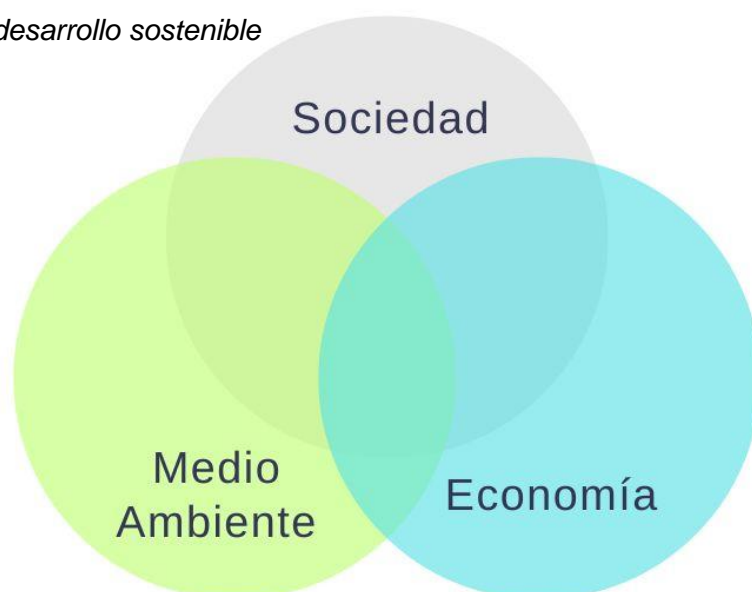 desarrollo sostenible
Sociedad
Medio
Ambiente
Economía